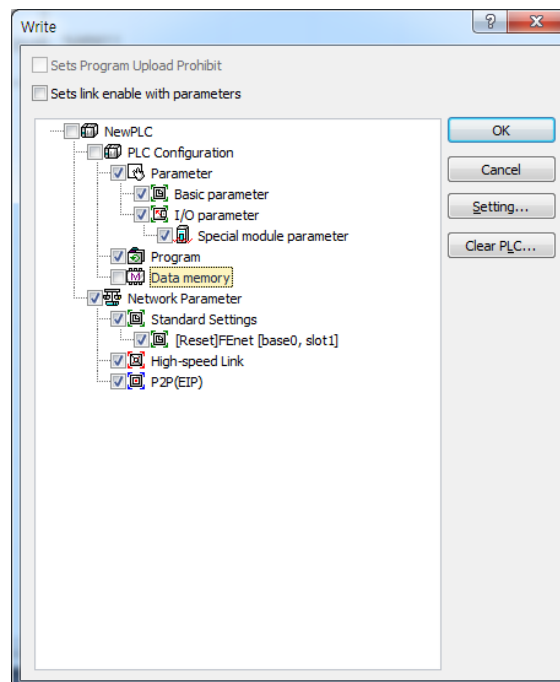 Write
Sets Program Upload Prohibit
Sets link enable with parameters
NewPLC
PLC Configuration
Parameter
Basic parameter
I/O parameter
Special module parameter
Program
Data memory
Network Parameter
Standard Settings
[Reset]FEnet [base0, slot1]
High-speed Link
P2P(EIP)
OK
Cancel
Setting...
Clear PLC...